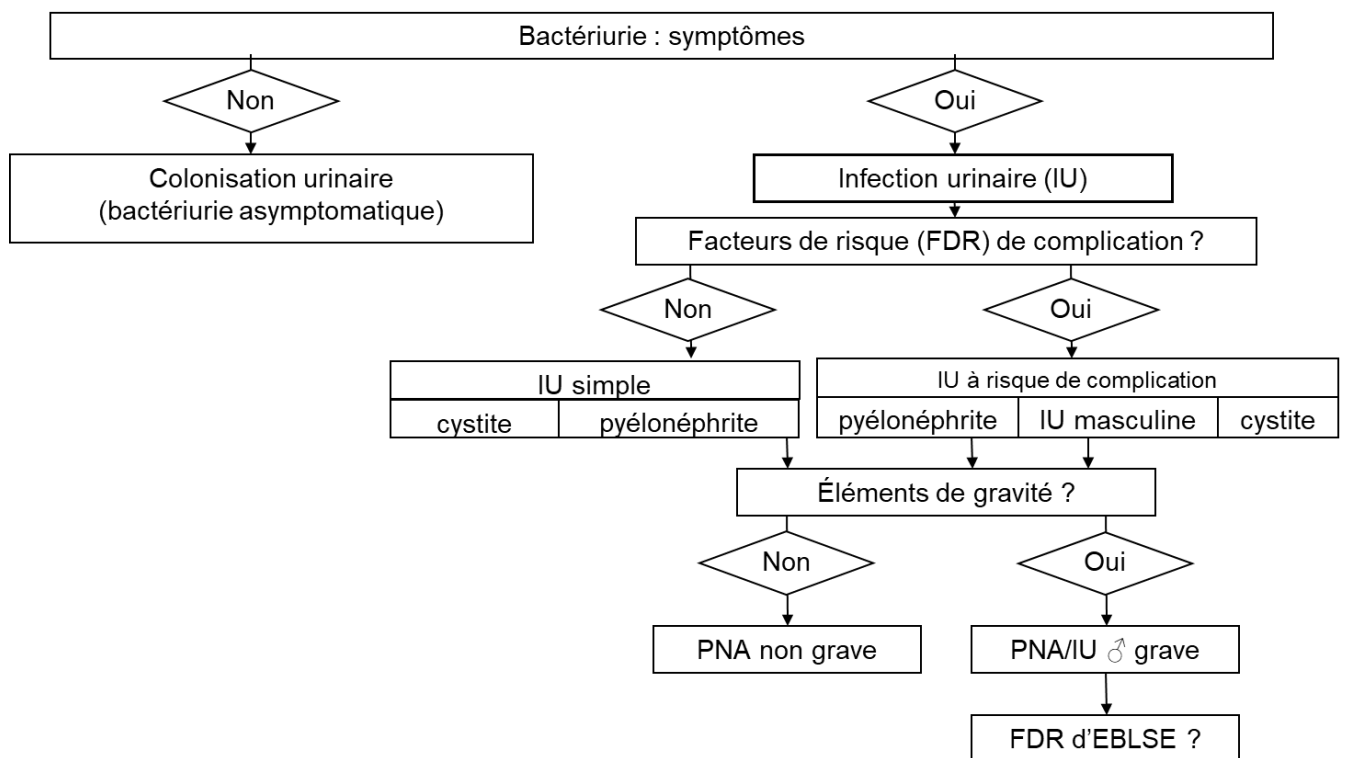 Bactériurie : symptômes
Non
Oui
Colonisation urinaire
(bactériurie asymptomatique)
Infection urinaire (IU)
Facteurs de risque (FDR) de complication ?
Non
Oui
IU simple
cystite
pyélonéphrite
IU à risque de complication
pyélonéphrite
IU masculine
cystite
Éléments de gravité ?
Non
Oui
PNA non grave
PNA/IU ♂ grave
FDR d’EBLSE ?